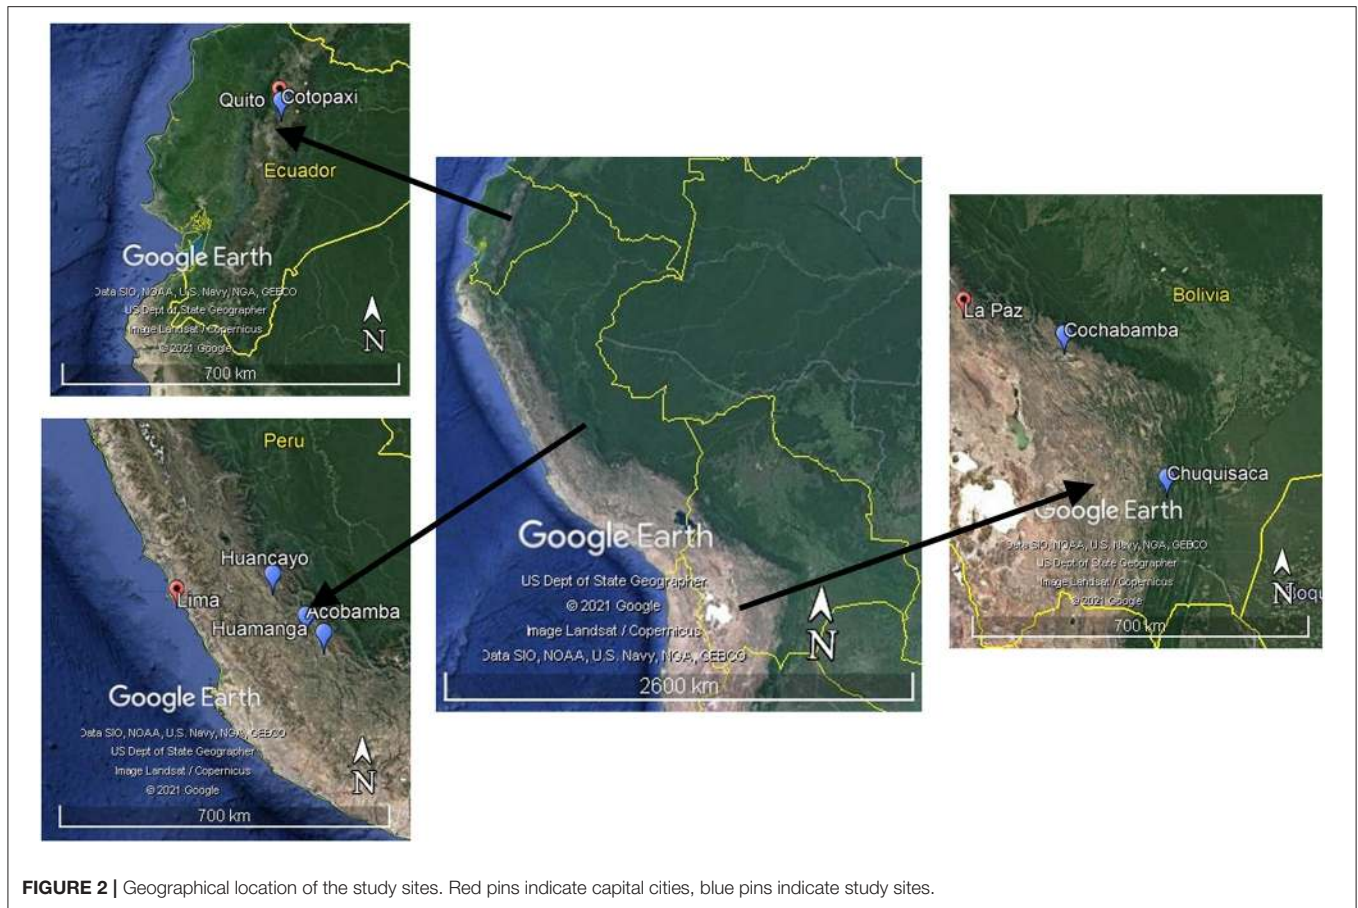 Quito
Cotopaxi
Ecuador
Google Earth
Data SIO, NOAA, U.S. Navy, NGA, GEBCO
US Dept of State Geographer
Image Landsat / Copernicus
© 2021 Google
N
700 km
Peru
Huancayo
Lima
Acobamba
Huamanga
Google Earth
Data SIO, NOAA, U.S. Navy, NGA, GEBCO
US Dept of State Geographer
Image Landsat / Copernicus
© 2021 Google
N
700 km
Google Earth
US Dept of State Geographer
© 2021 Google
Image Landsat / Copernicus
Data SIO, NOAA, U.S. Navy, NGA, GEBCO
N
2600 km
Bolivia
La Paz
Cochabamba
Chuquisaca
Google Earth
Data SIO, NOAA, U.S. Navy, NGA, GEBCO
US Dept of State Geographer
Image Landsat / Copernicus
© 2021 Google
N
700 km
FIGURE 2 | Geographical location of the study sites. Red pins indicate capital cities, blue pins indicate study sites.